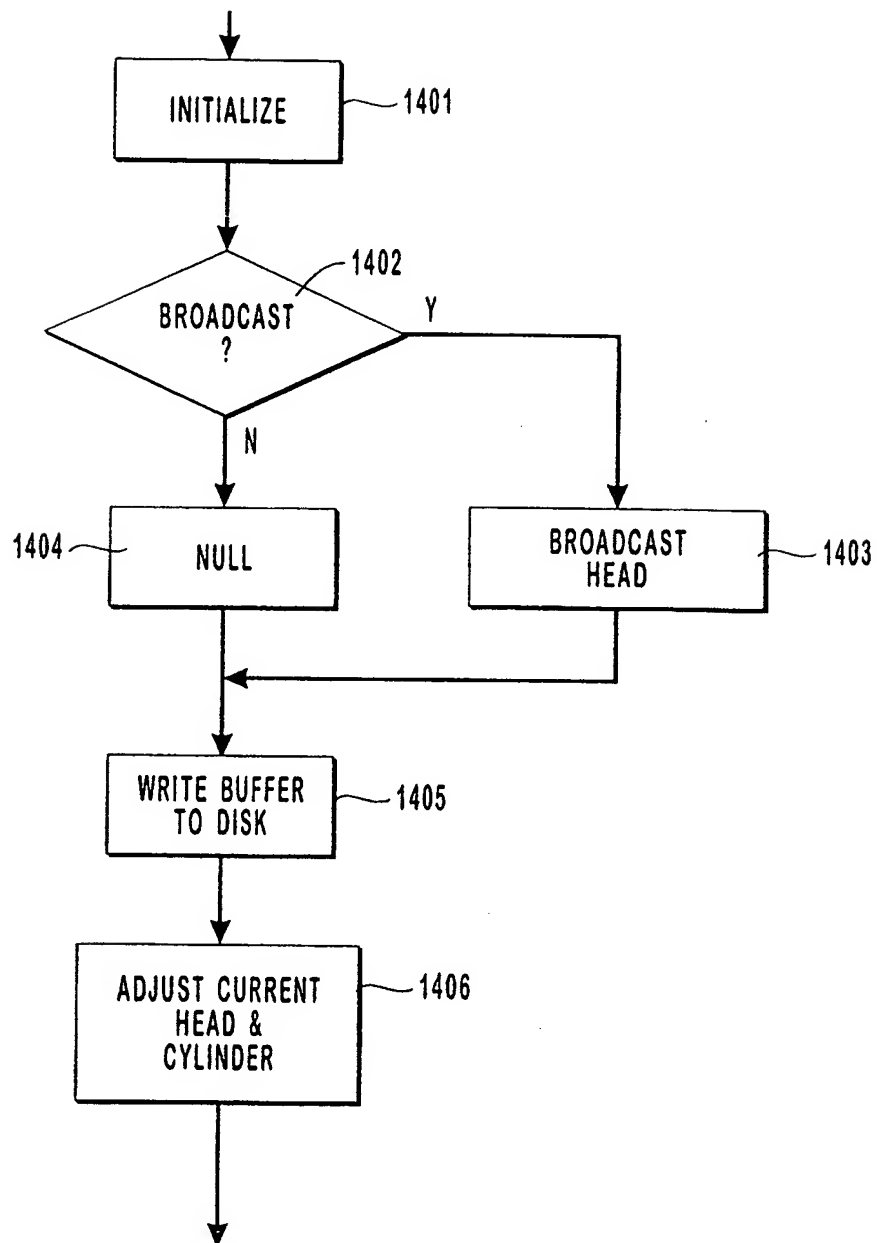 INITIALIZE
1401
1402
BROADCAST
?
Y
N
1404
NULL
BROADCAST
HEAD
1403
WRITE BUFFER
TO DISK
1405
ADJUST CURRENT
HEAD &
CYLINDER
1406